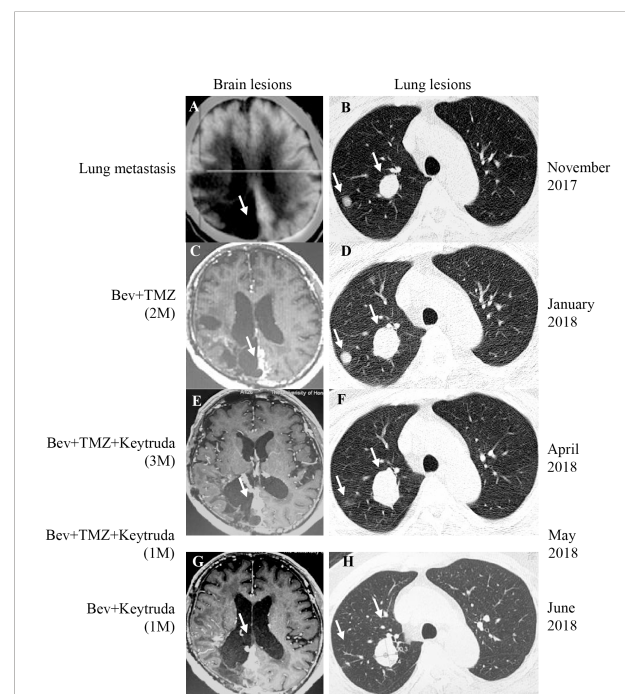 Brain lesions
Lung lesions
A
B
Lung metastasis
November
2017
C
D
Bev+TMZ
(2M)
January
2018
E
F
Bev+TMZ+Keytruda
(3M)
April
2018
Bev+TMZ+Keytruda
(1M)
May
2018
G
H
Bev+Keytruda
(1M)
June
2018